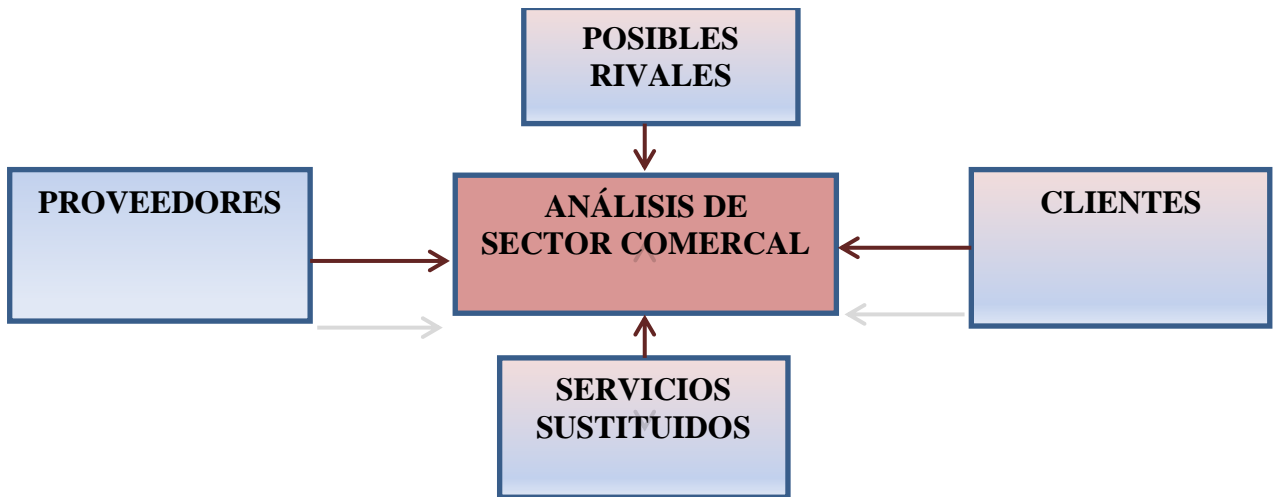 POSIBLES
RIVALES
PROVEEDORES
ANÁLISIS DE
SECTOR COMERCAL
CLIENTES
SERVICIOS
SUSTITUIDOS